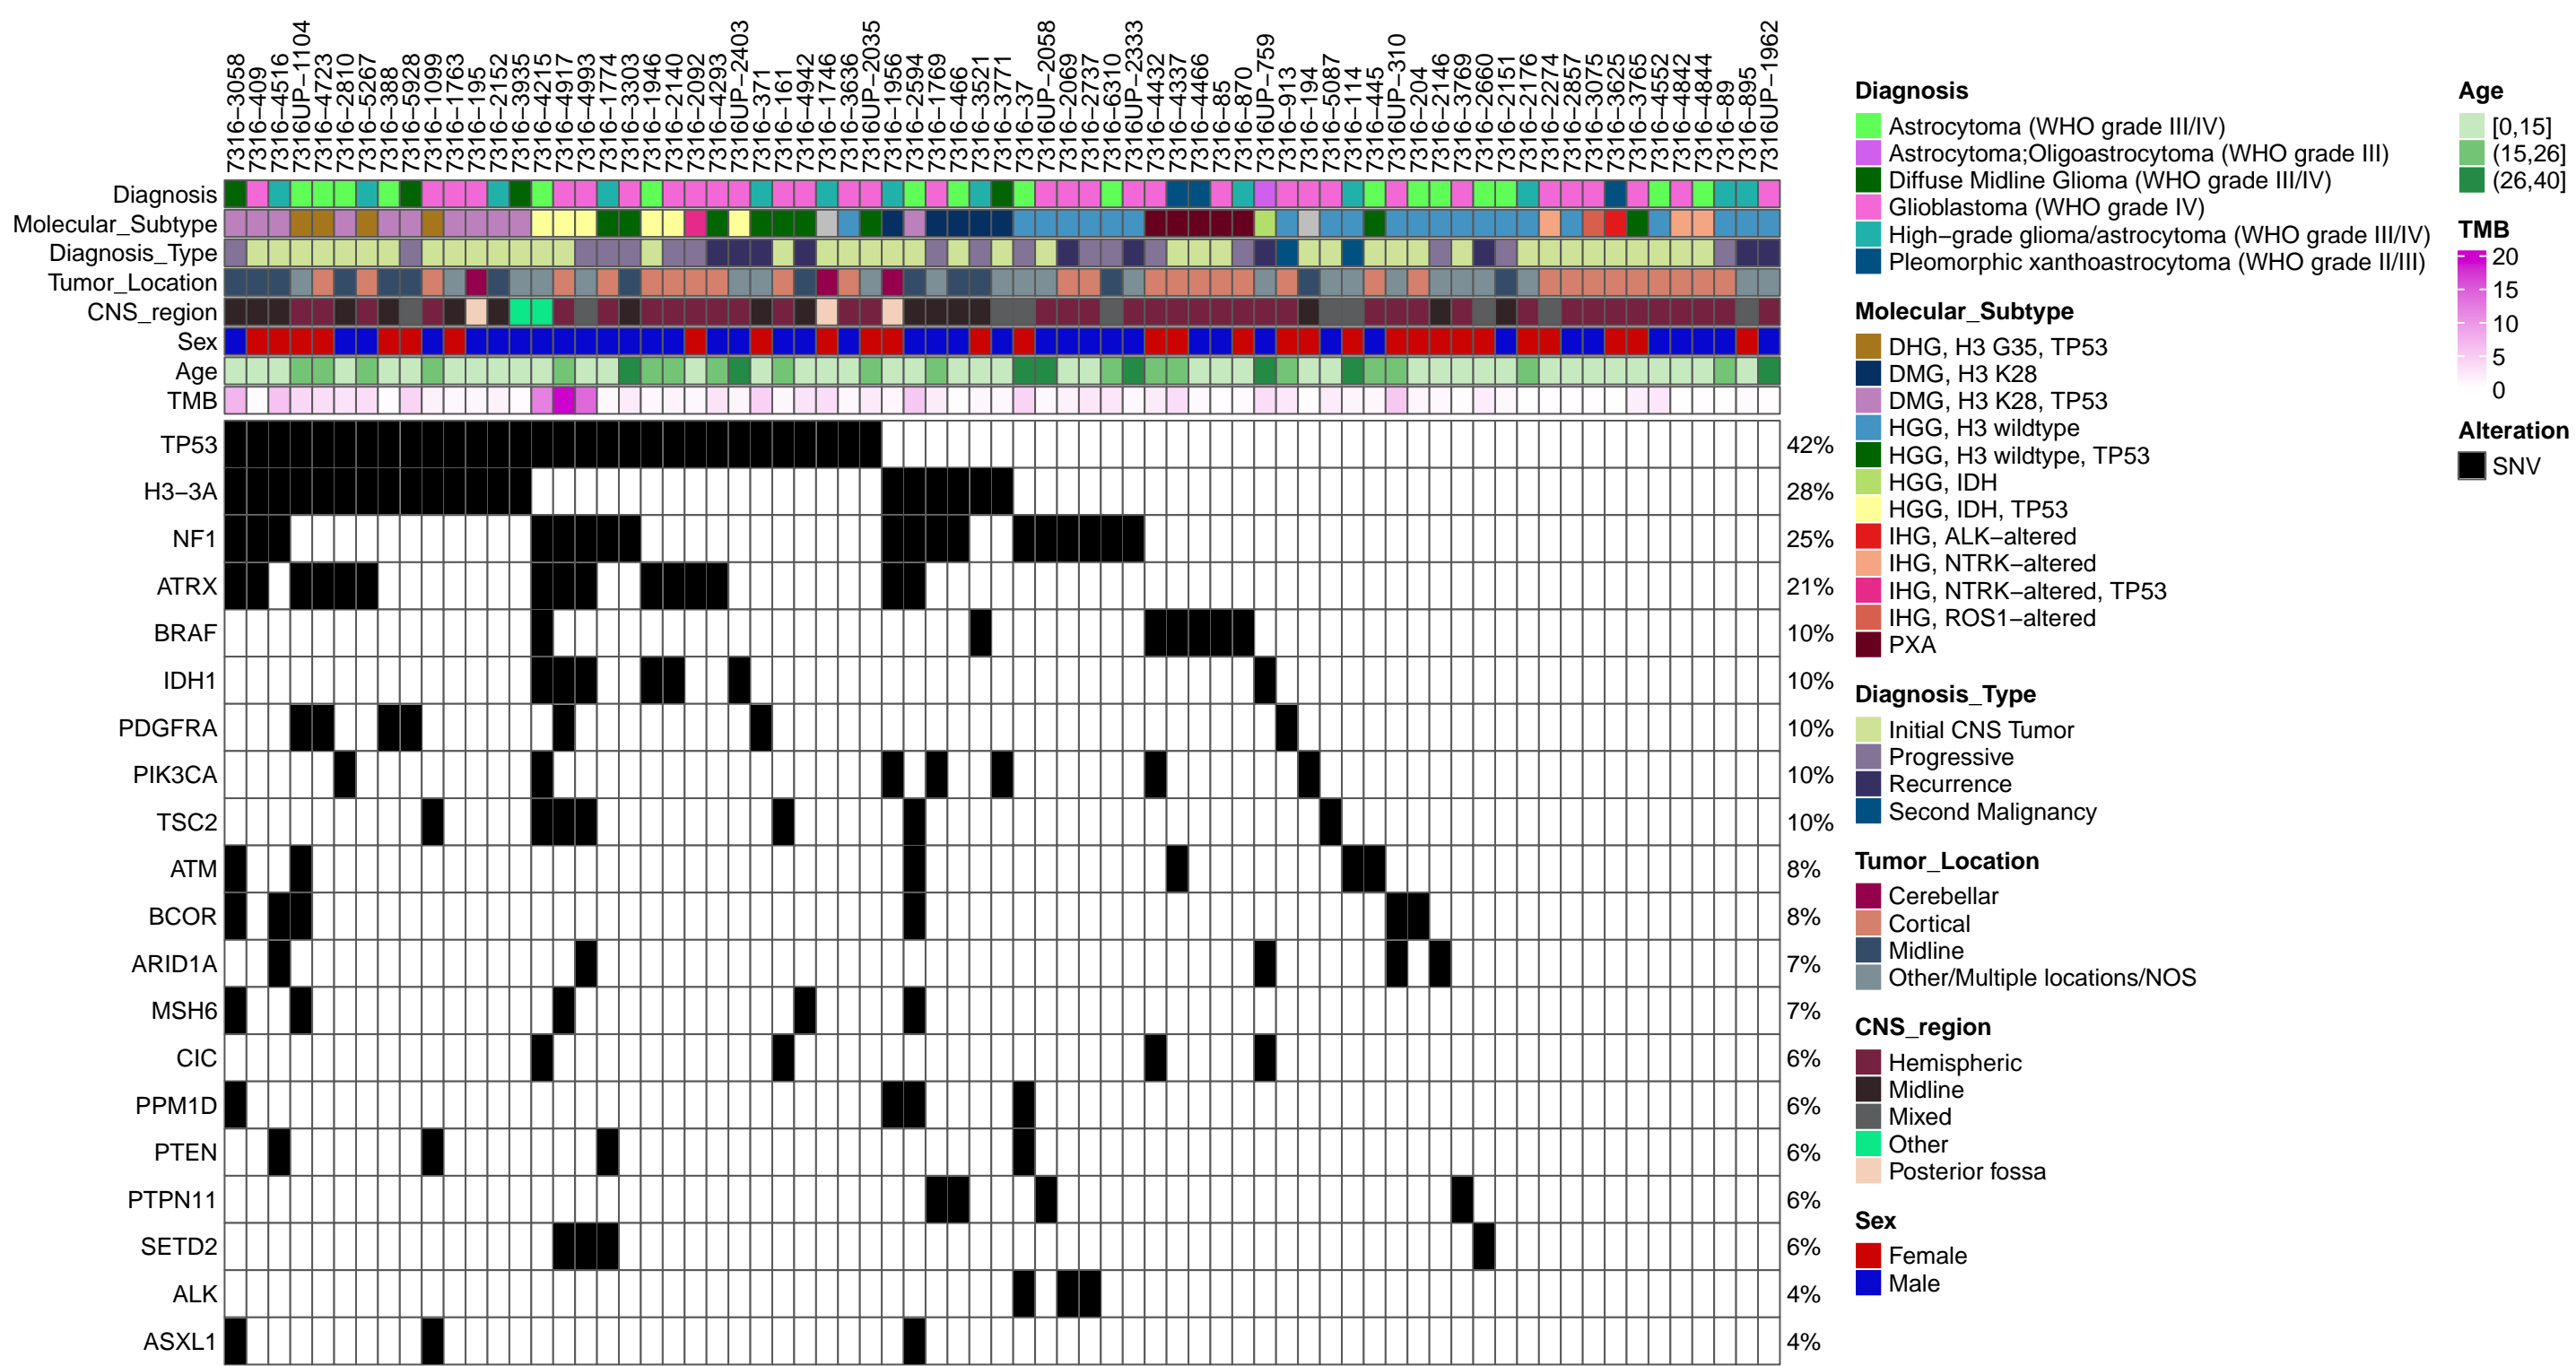 7316−3058
7316−409
7316−4516
7316UP−1104
7316−4723
7316−2810
7316−5267
7316−388
7316−5928
7316−1099
7316−1763
7316−195
7316−2152
7316−3935
7316−4215
7316−4917
7316−4993
7316−1774
7316−3303
7316−1946
7316−2140
7316−2092
7316−4293
7316UP−2403
7316−371
7316−161
7316−4942
7316−1746
7316−3636
7316UP−2035
7316−1956
7316−2594
7316−1769
7316−466
7316−3521
7316−3771
7316−37
7316UP−2058
7316−2069
7316−2737
7316−6310
7316UP−2333
7316−4432
7316−4337
7316−4466
7316−85
7316−870
7316UP−759
7316−913
7316−194
7316−5087
7316−114
7316−445
7316UP−310
7316−204
7316−2146
7316−3769
7316−2660
7316−2151
7316−2176
7316−2274
7316−2857
7316−3075
7316−3625
7316−3765
7316−4552
7316−4842
7316−4844
7316−89
7316−895
7316UP−1962
Diagnosis
Molecular_Subtype
Diagnosis_Type
Tumor_Location
CNS_region
Sex
Age
TMB
TP53 42%
H3−3A 28%
NF1 25%
ATRX 21%
BRAF 10%
IDH1 10%
PDGFRA 10%
PIK3CA 10%
TSC2 10%
ATM 8%
BCOR 8%
ARID1A 7%
MSH6 7%
CIC 6%
PPM1D 6%
PTEN 6%
PTPN11 6%
SETD2 6%
ALK 4%
ASXL1 4%
Diagnosis
Astrocytoma (WHO grade III/IV)
Astrocytoma;Oligoastrocytoma (WHO grade III)
Diffuse Midline Glioma (WHO grade III/IV)
Glioblastoma (WHO grade IV)
High−grade glioma/astrocytoma (WHO grade III/IV)
Pleomorphic xanthoastrocytoma (WHO grade II/III)
Molecular_Subtype
DHG, H3 G35, TP53
DMG, H3 K28
DMG, H3 K28, TP53
HGG, H3 wildtype
HGG, H3 wildtype, TP53
HGG, IDH
HGG, IDH, TP53
IHG, ALK−altered
IHG, NTRK−altered
IHG, NTRK−altered, TP53
IHG, ROS1−altered
PXA
Diagnosis_Type
Initial CNS Tumor
Progressive
Recurrence
Second Malignancy
Tumor_Location
Cerebellar
Cortical
Midline
Other/Multiple locations/NOS
CNS_region
Hemispheric
Midline
Mixed
Other
Posterior fossa
Sex
Female
Male
Age
[0,15]
(15,26]
(26,40]
TMB
20
15
10
5
0
Alteration
SNV